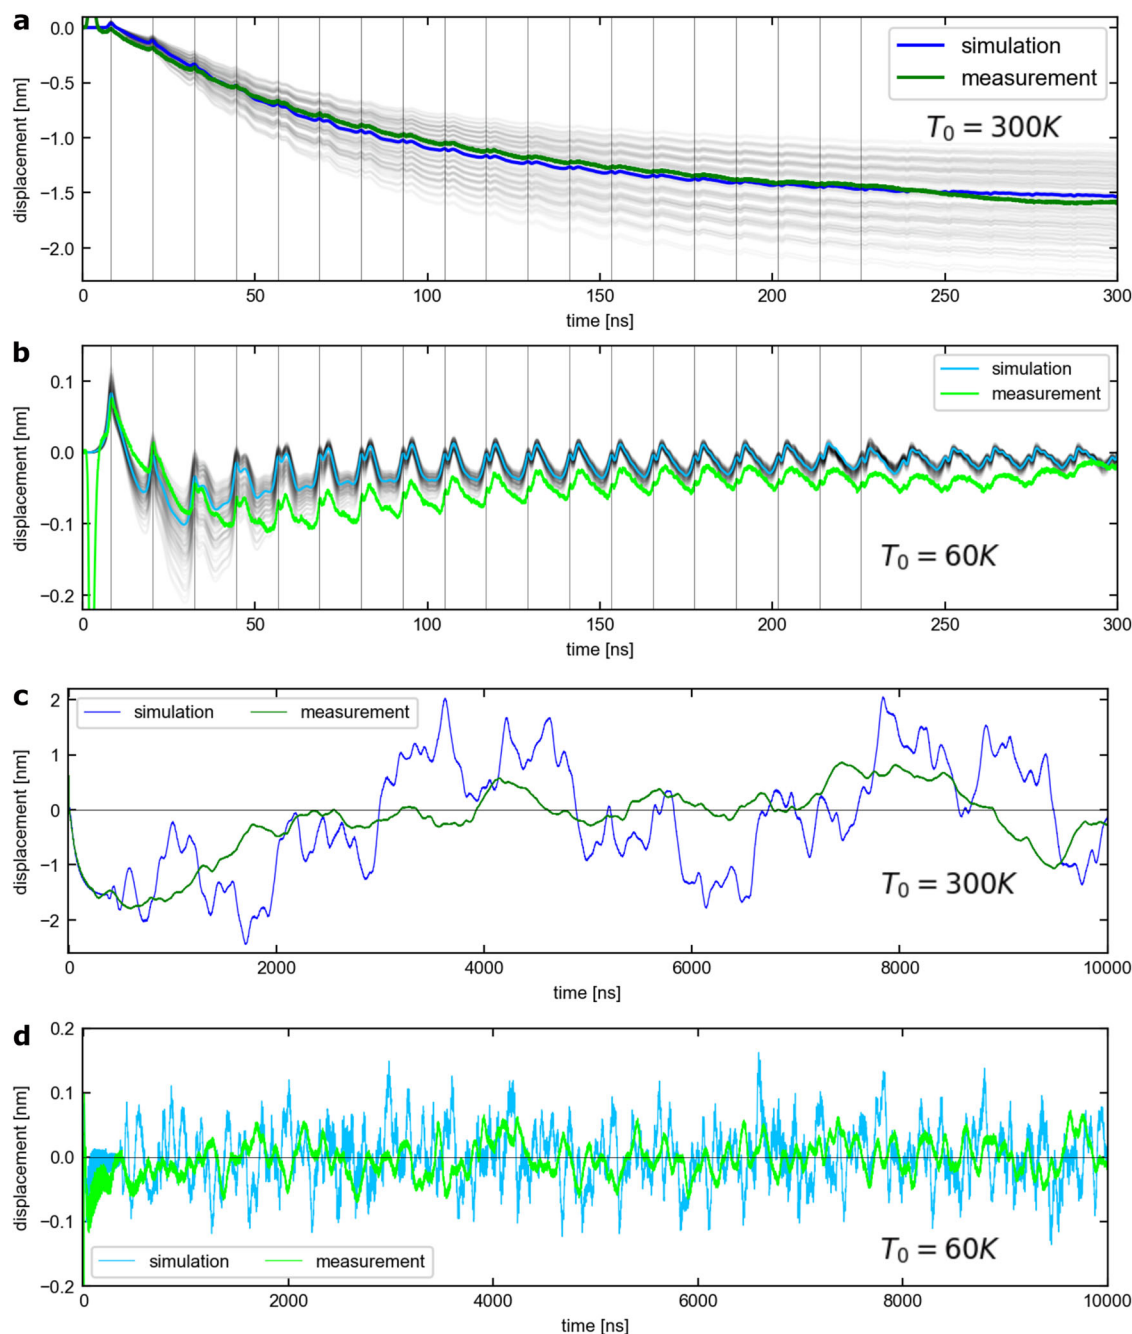 a
0.0
−0.5
−1.0
−1.5
−2.0
displacement [nm]
simulation
measurement
T₀ = 300K
0 50 100 150 200 250 300
time [ns]
b
0.1
0.0
−0.1
−0.2
displacement [nm]
simulation
measurement
T₀ = 60K
0 50 100 150 200 250 300
time [ns]
c
2
1
0
−1
−2
displacement [nm]
simulation measurement
T₀ = 300K
0 2000 4000 6000 8000 10000
time [ns]
d
0.2
0.1
0.0
−0.1
−0.2
displacement [nm]
simulation measurement
T₀ = 60K
0 2000 4000 6000 8000 10000
time [ns]